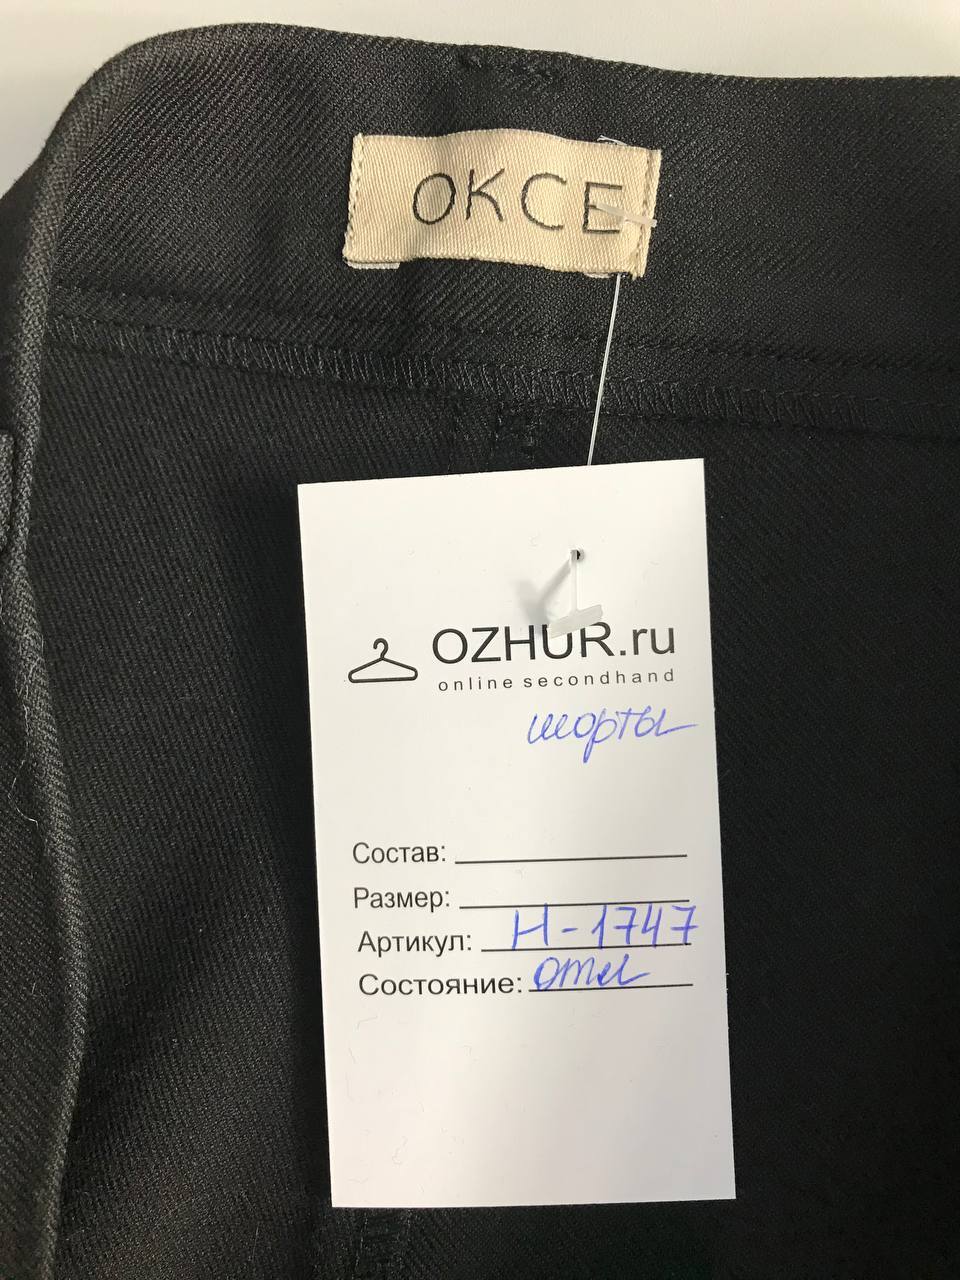 OKCE
OZHUR.ru
online secondhand
шорты
Состав:
Размер:
Артикул: Н-1747
Состояние: отл